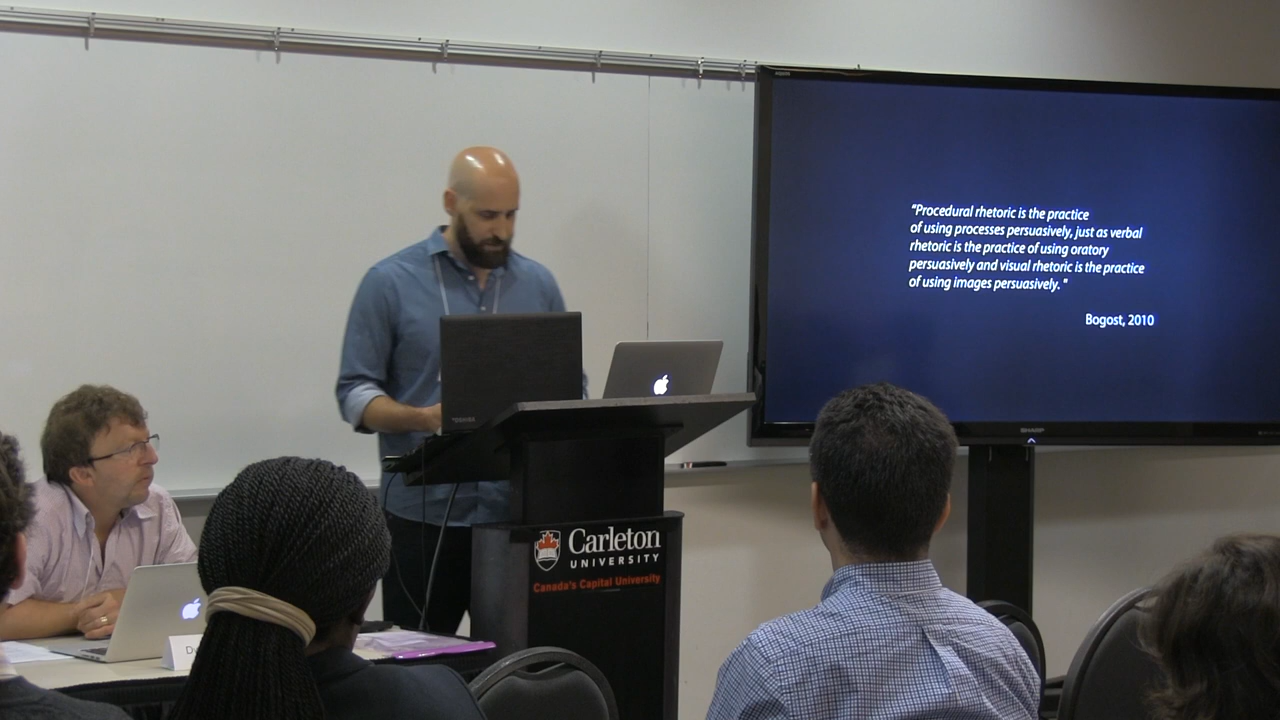 "Procedural rhetoric is the practice
of using processes persuasively, just as verbal
rhetoric is the practice of using oratory
persuasively and visual rhetoric is the practice
of using images persuasively. "
Bogost, 2010
SHARP
TOSHIBA
Carleton
UNIVERSITY
Canada's Capital University